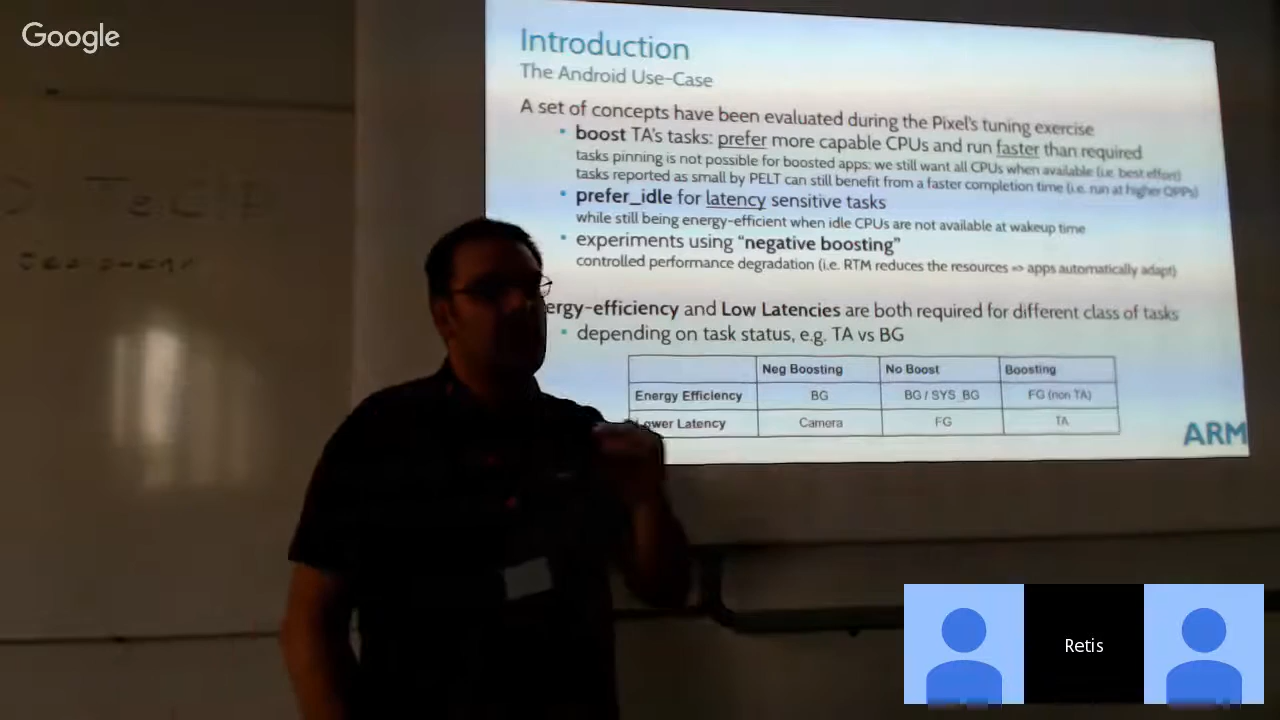 Google
Introduction
The Android Use-Case
A set of concepts have been evaluated during the Pixel's tuning exercise
• boost TA's tasks: prefer more capable CPUs and run faster than required
tasks pinning is not possible for boosted apps: we still want all CPUs when available (i.e. best effort)
tasks reported as small by PELT can still benefit from a faster completion time (i.e. run at higher OPPs)
• prefer_idle for latency sensitive tasks
while still being energy-efficient when idle CPUs are not available at wakeup time
• experiments using "negative boosting"
controlled performance degradation (i.e. RTM reduces the resources => apps automatically adapt)
ergy-efficiency and Low Latencies are both required for different class of tasks
• depending on task status, e.g. TA vs BG
Neg Boosting No Boost Boosting
Energy Efficiency BG BG / SYS_BG FG (non TA)
ower Latency Camera FG TA
ARM
Retis